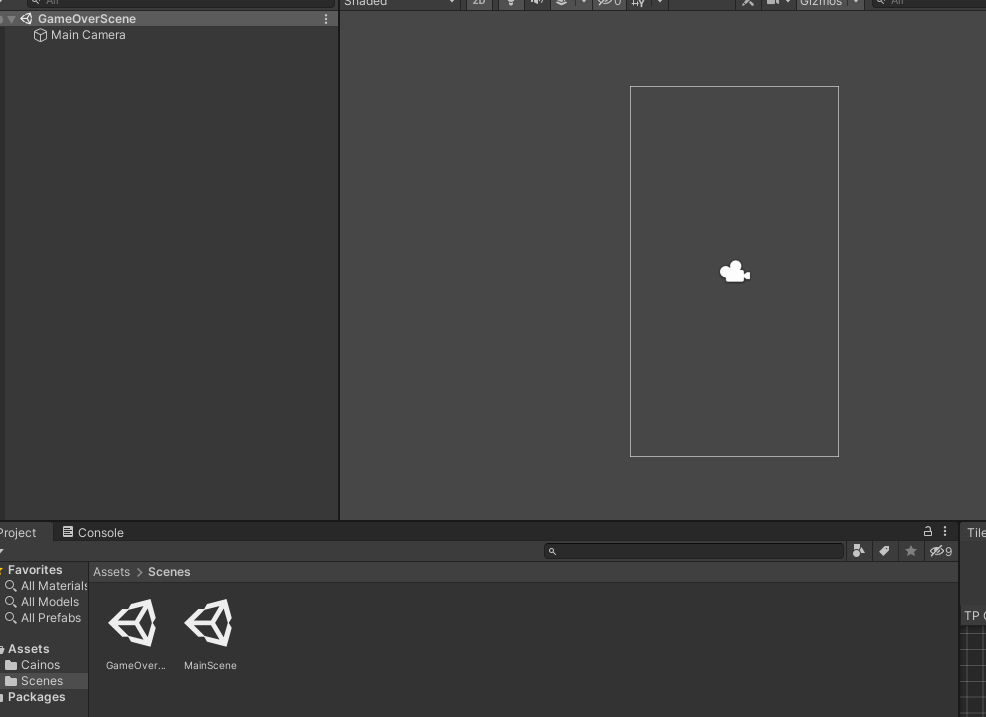 All
Shaded
2D
0
Gizmos
All
GameOverScene
Main Camera
Project
Console
9
Tile
Favorites
All Materials
All Models
All Prefabs
Assets
Cainos
Scenes
Packages
Assets > Scenes
GameOver...
MainScene
TP